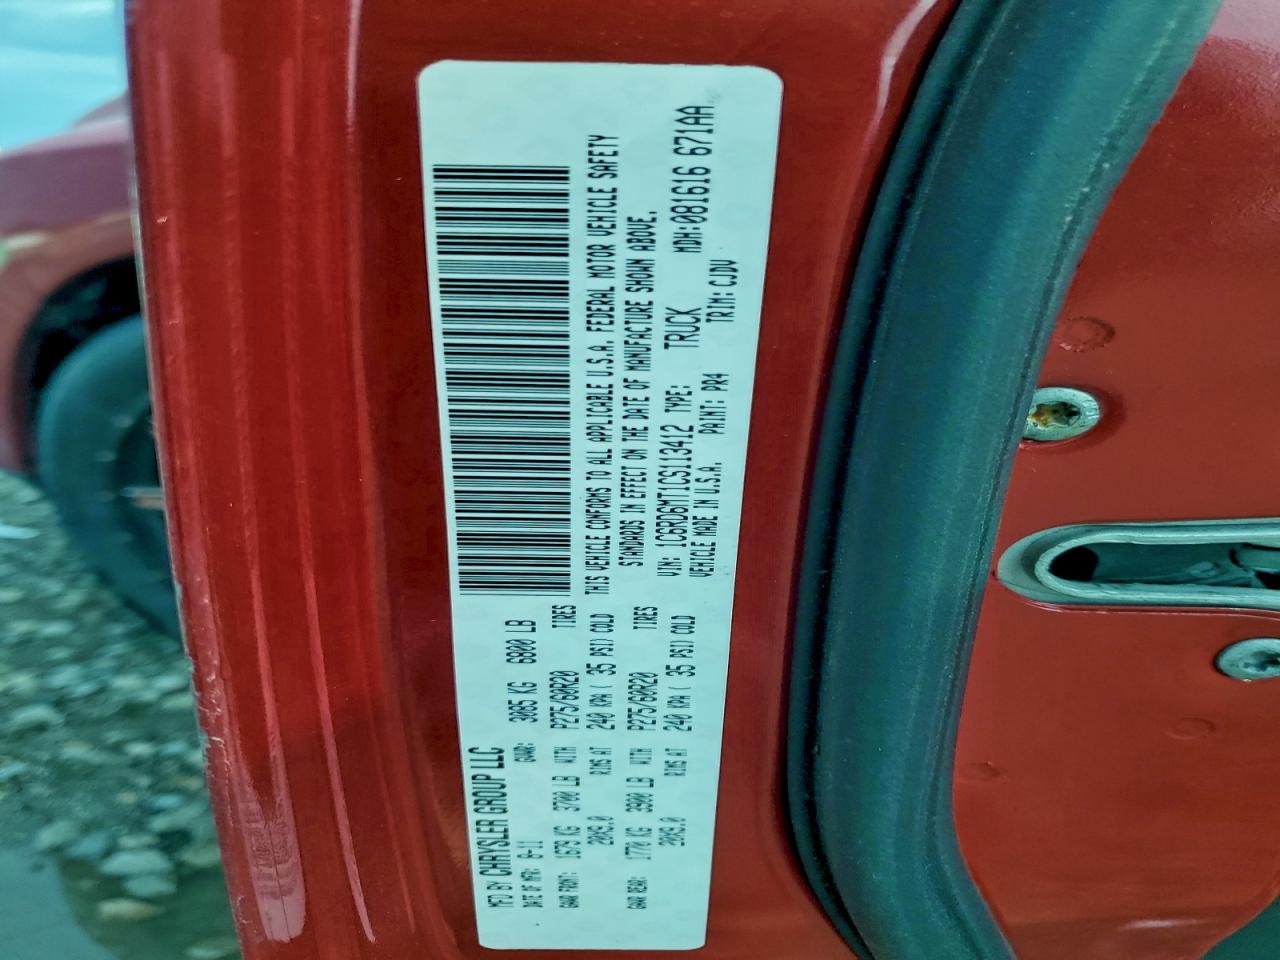 MFD BY CHRYSLER GROUP LLC
DATE OF MFR: 8-11 GVWR: 3085 KG 6800 LB
GAWR FRONT: 1679 KG 3700 LB WITH P275/60R20 TIRES
20X9.0 RIMS AT 240 KPA ( 35 PSI) COLD
GAWR REAR: 1770 KG 3900 LB WITH P275/60R20 TIRES
20X9.0 RIMS AT 240 KPA ( 35 PSI) COLD
THIS VEHICLE CONFORMS TO ALL APPLICABLE U.S.A. FEDERAL MOTOR VEHICLE SAFETY
STANDARDS IN EFFECT ON THE DATE OF MANUFACTURE SHOWN ABOVE.
VIN: 1C6RD6MT1CS113412 TYPE: TRUCK MDH:081616 671AA
VEHICLE MADE IN U.S.A. PAINT: PR4 TRIM: CJDV